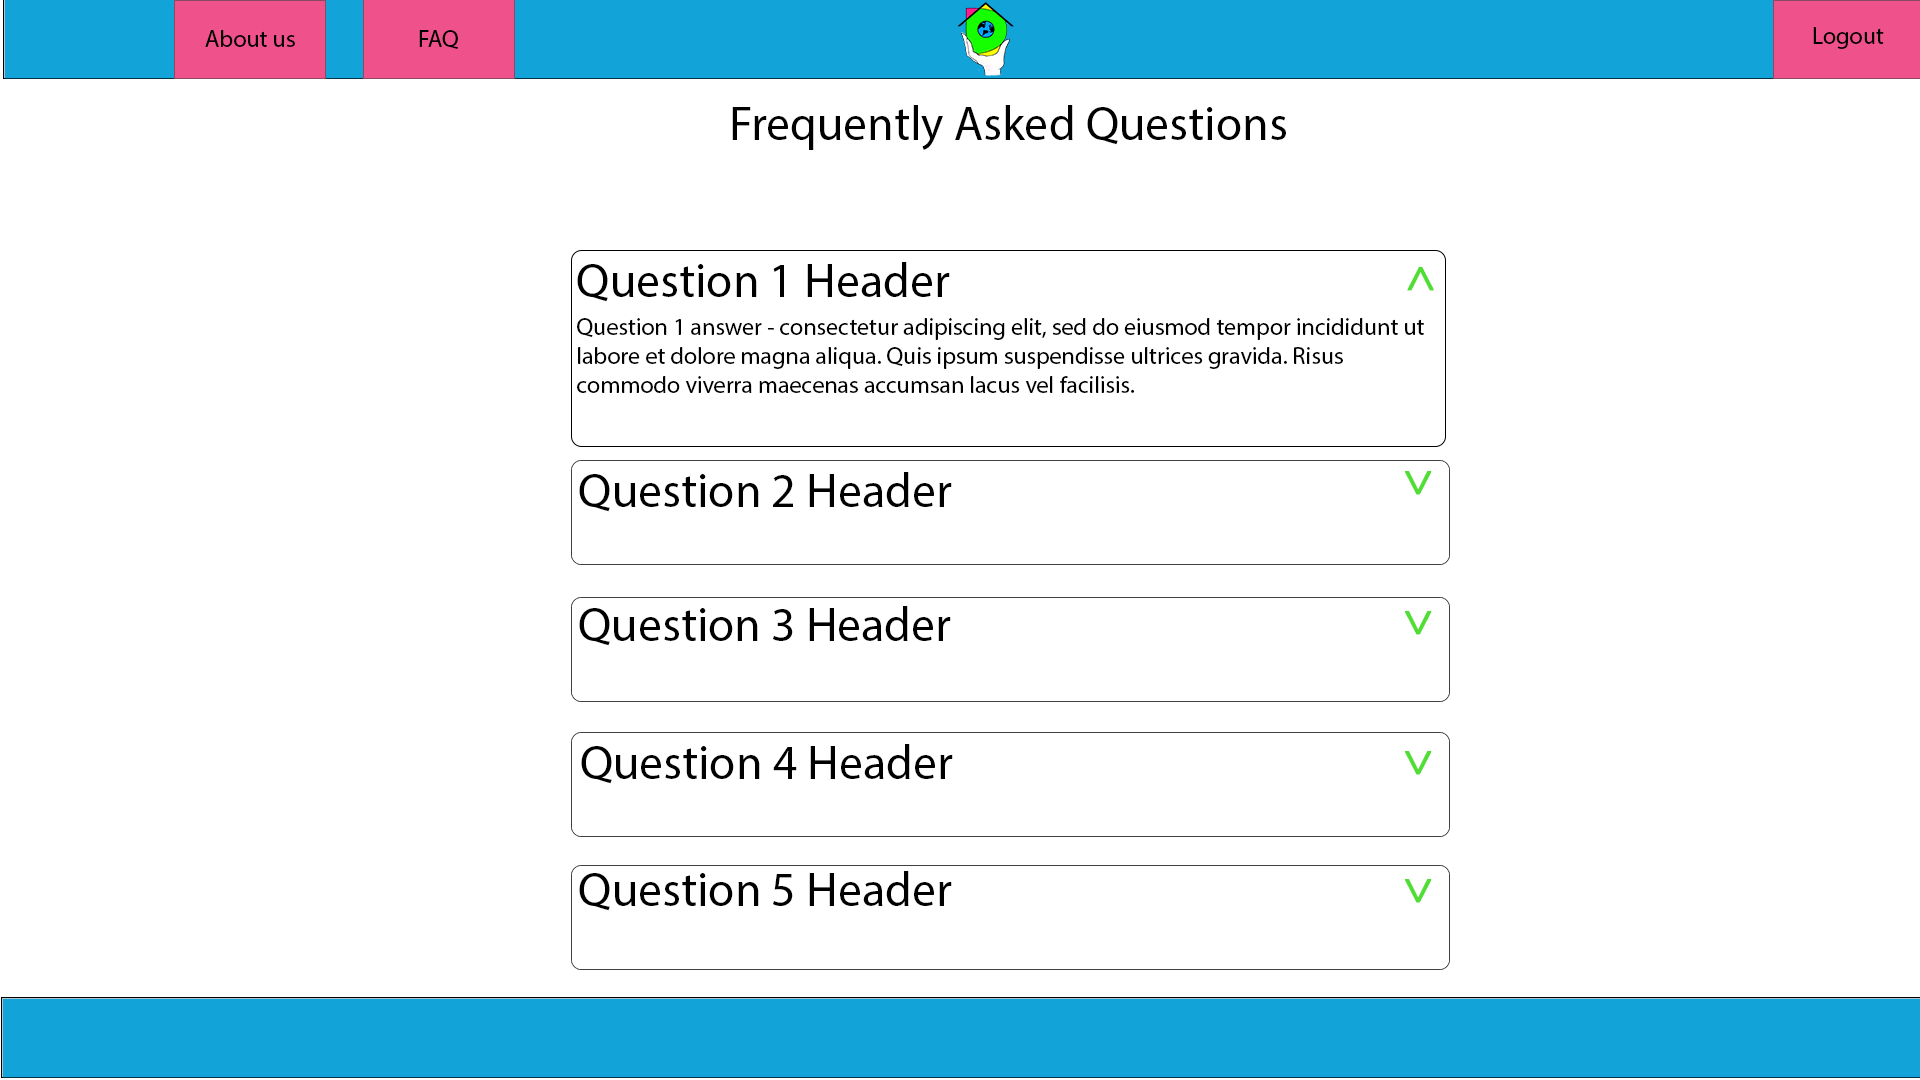 About us
FAQ
Logout
Frequently Asked Questions
Question 1 Header
Question 1 answer - consectetur adipiscing elit, sed do eiusmod tempor incididunt ut
labore et dolore magna aliqua. Quis ipsum suspendisse ultrices gravida. Risus
commodo viverra maecenas accumsan lacus vel facilisis.
Question 2 Header
Question 3 Header
Question 4 Header
Question 5 Header